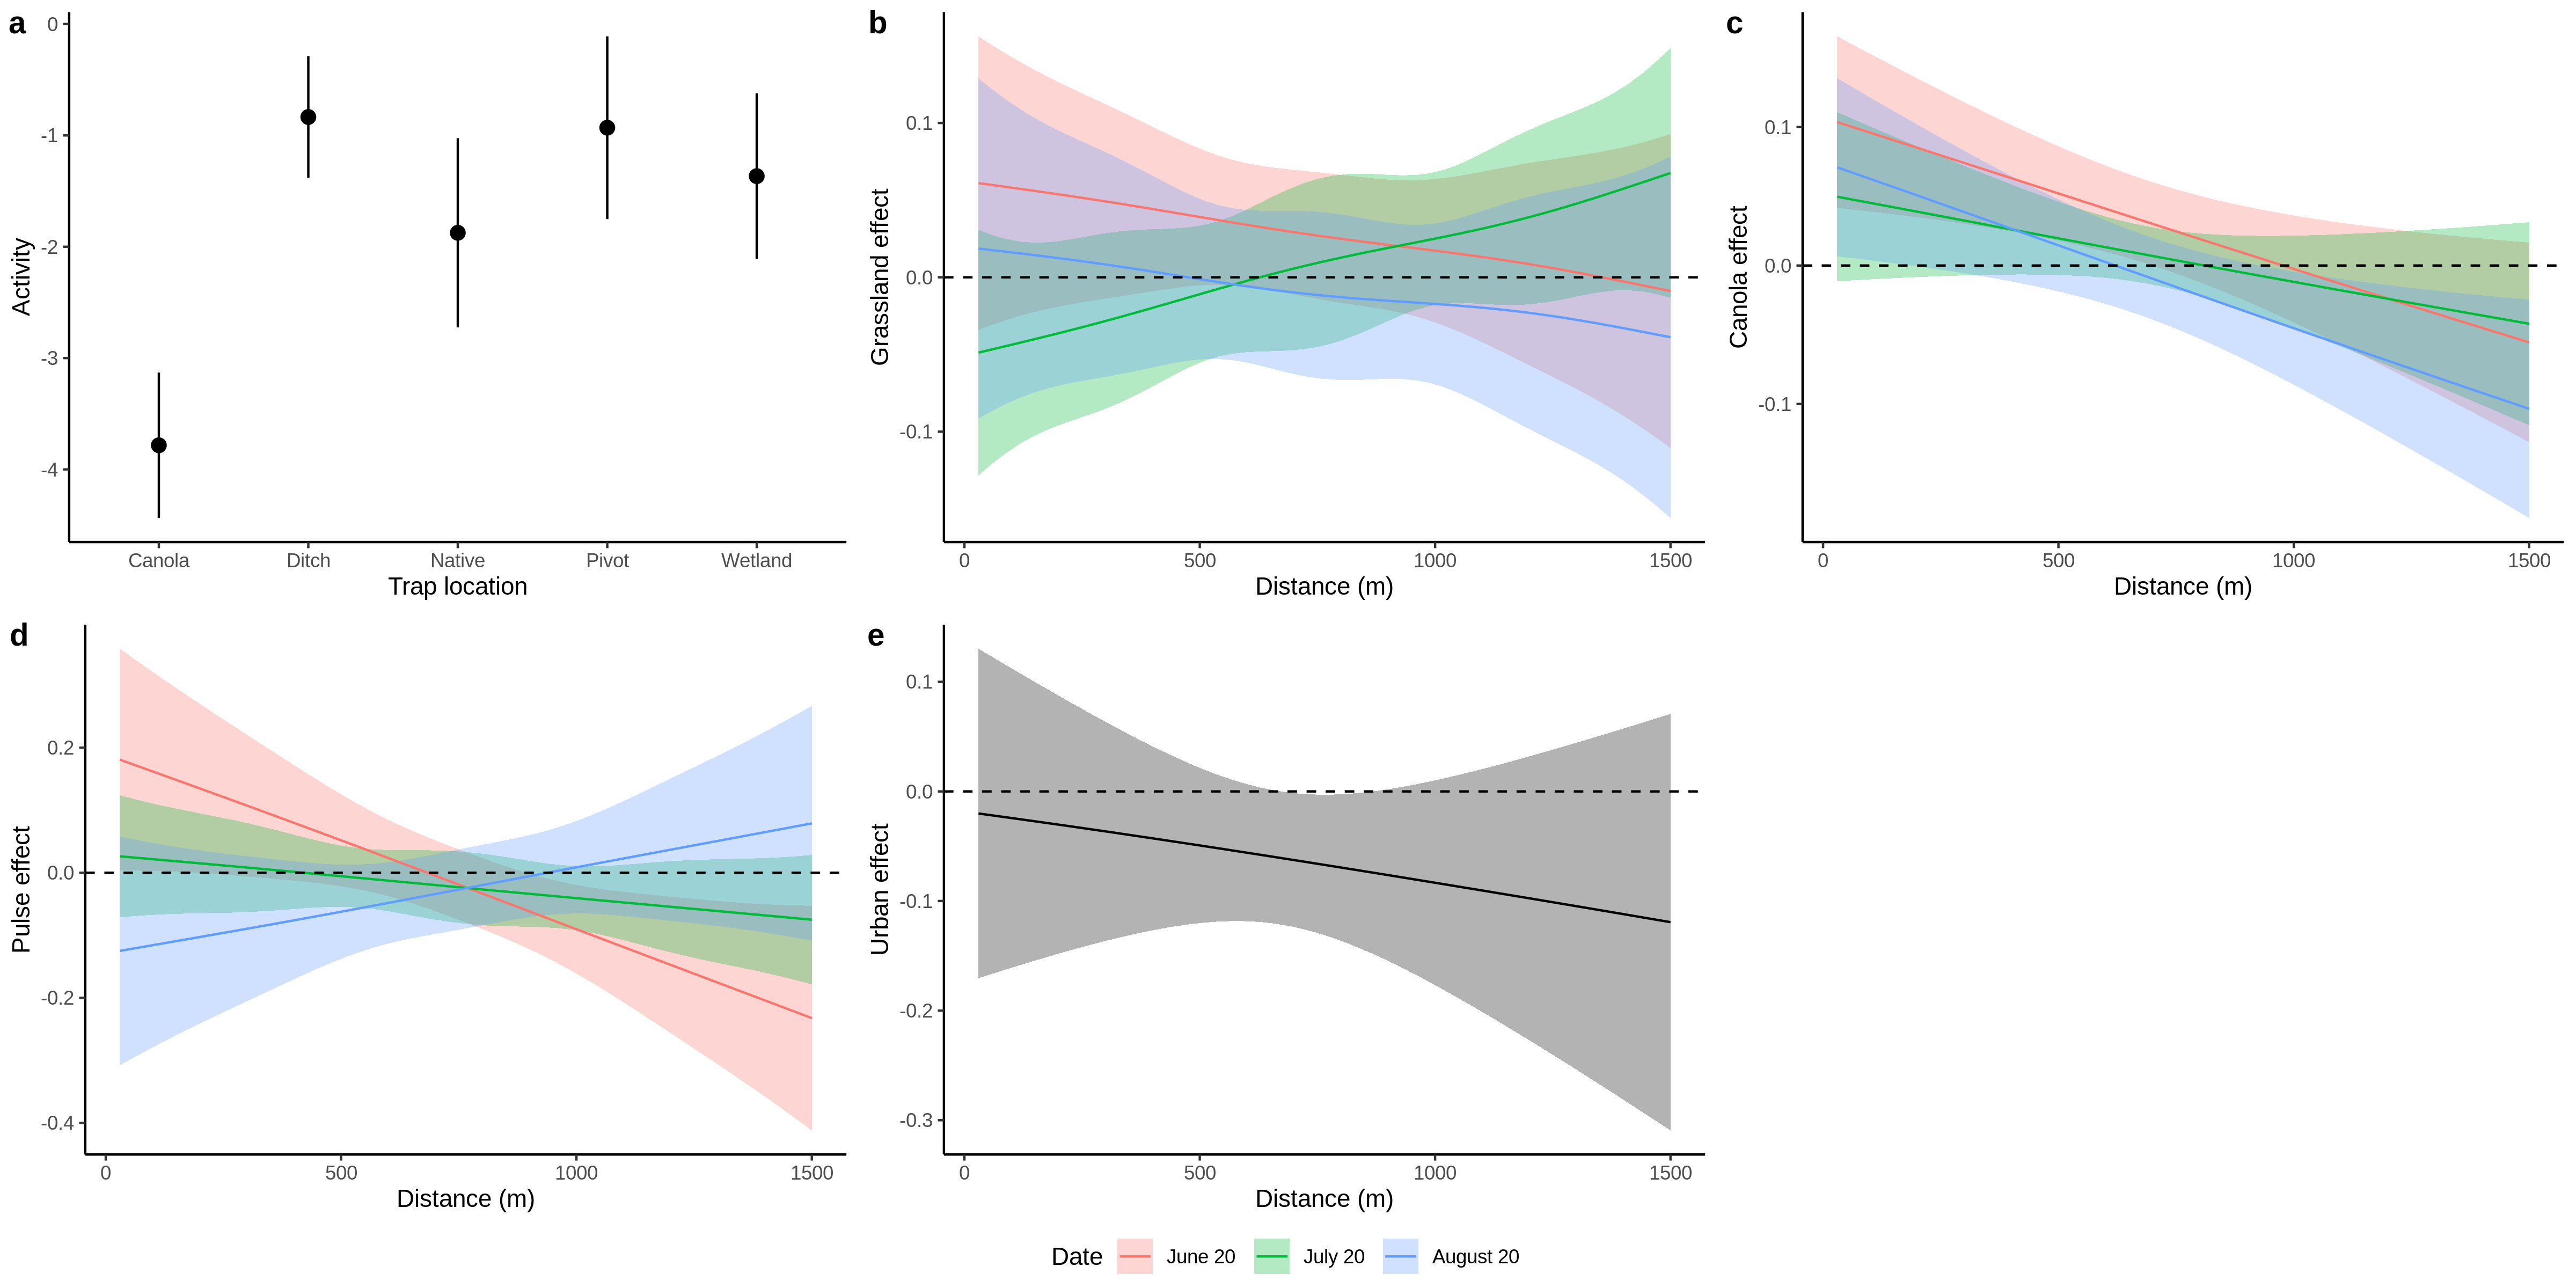 a
0
-1
-2
-3
-4
Activity
Canola Ditch Native Pivot Wetland
Trap location
b
0.1
0.0
-0.1
Grassland effect
0 500 1000 1500
Distance (m)
c
0.1
0.0
-0.1
Canola effect
0 500 1000 1500
Distance (m)
d
0.2
0.0
-0.2
-0.4
Pulse effect
0 500 1000 1500
Distance (m)
e
0.1
0.0
-0.1
-0.2
-0.3
Urban effect
0 500 1000 1500
Distance (m)
Date June 20 July 20 August 20